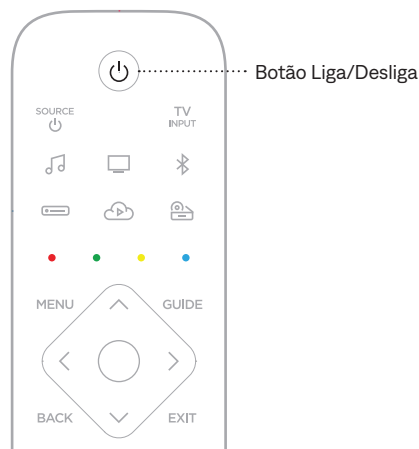 Botão Liga/Desliga
SOURCE
TV
INPUT
MENU
GUIDE
BACK
EXIT